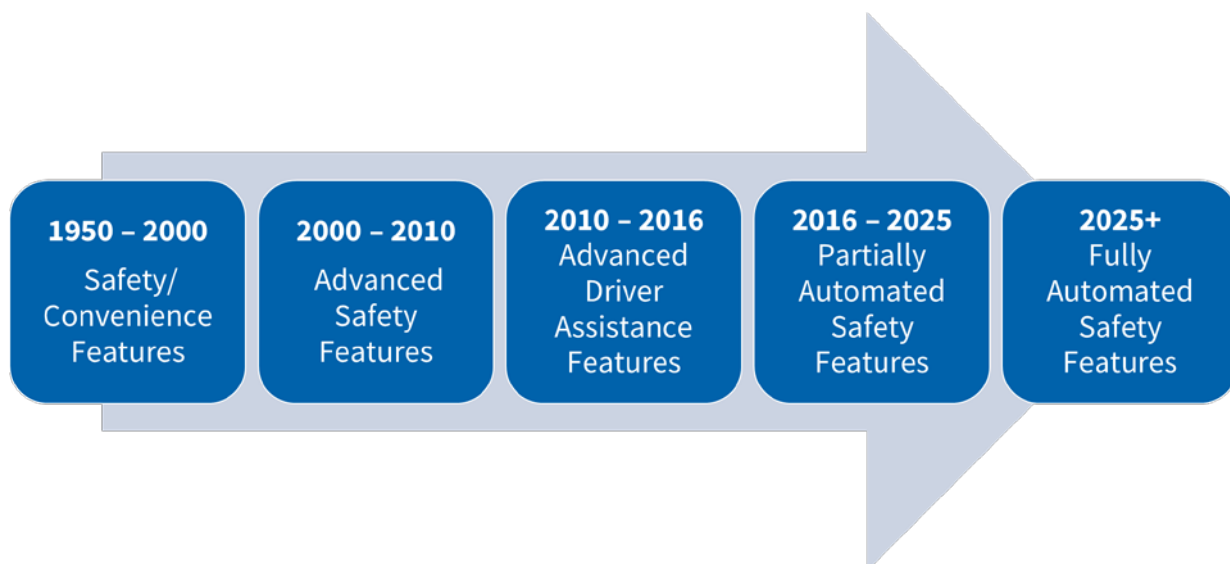 1950 – 2000
Safety/
Convenience
Features
2000 – 2010
Advanced
Safety
Features
2010 – 2016
Advanced
Driver
Assistance
Features
2016 – 2025
Partially
Automated
Safety
Features
2025+
Fully
Automated
Safety
Features